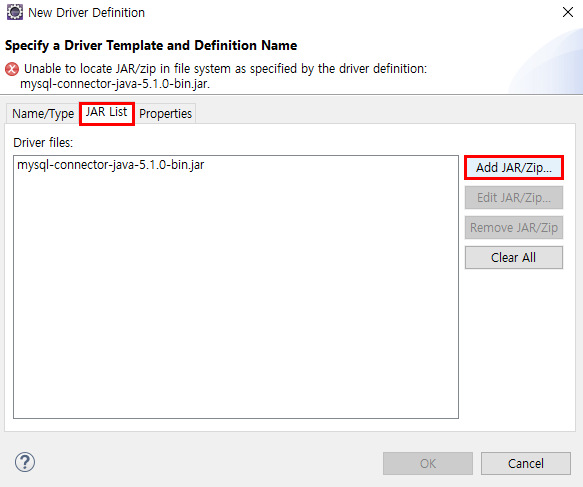 New Driver Definition
Specify a Driver Template and Definition Name
Unable to locate JAR/zip in file system as specified by the driver definition:
mysql-connector-java-5.1.0-bin.jar.
Name/Type JAR List Properties
Driver files:
mysql-connector-java-5.1.0-bin.jar
Add JAR/Zip...
Edit JAR/Zip...
Remove JAR/Zip
Clear All
? OK Cancel